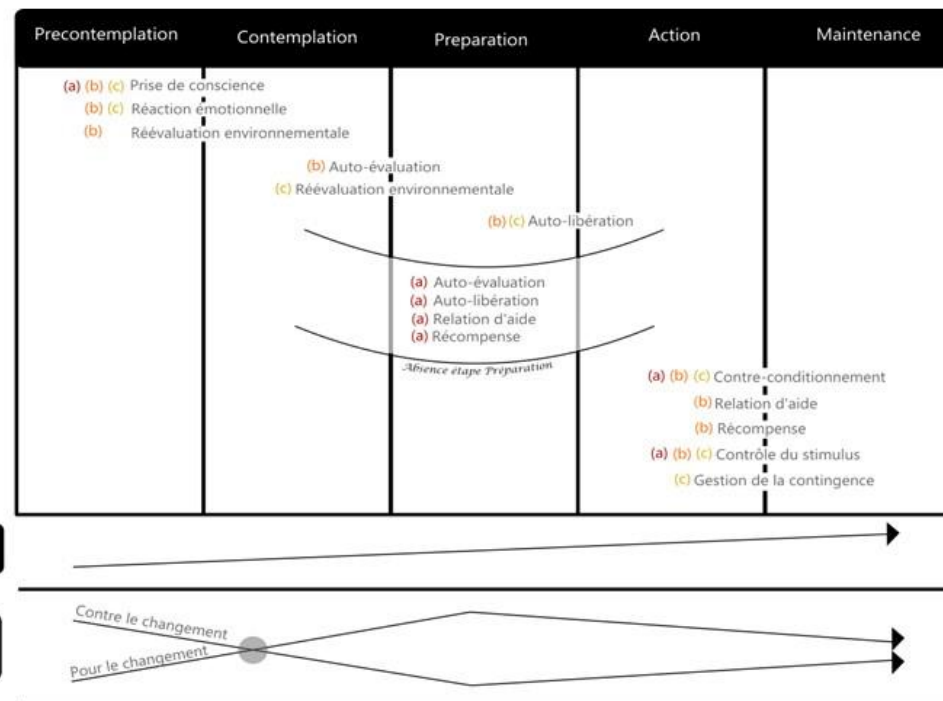 Precontemplation Contemplation Preparation Action Maintenance
(a) (b) (c) Prise de conscience
(b) (c) Réaction émotionnelle
(b) Réévaluation environnementale
(b) Auto-évaluation
(c) Réévaluation environnementale
(b) (c) Auto-libération
(a) Auto-évaluation
(a) Auto-libération
(a) Relation d'aide
(a) Récompense
Absence étape Préparation
(a) (b) (c) Contre-conditionnement
(b) Relation d'aide
(b) Récompense
(a) (b) (c) Contrôle du stimulus
(c) Gestion de la contingence
Contre le changement
Pour le changement